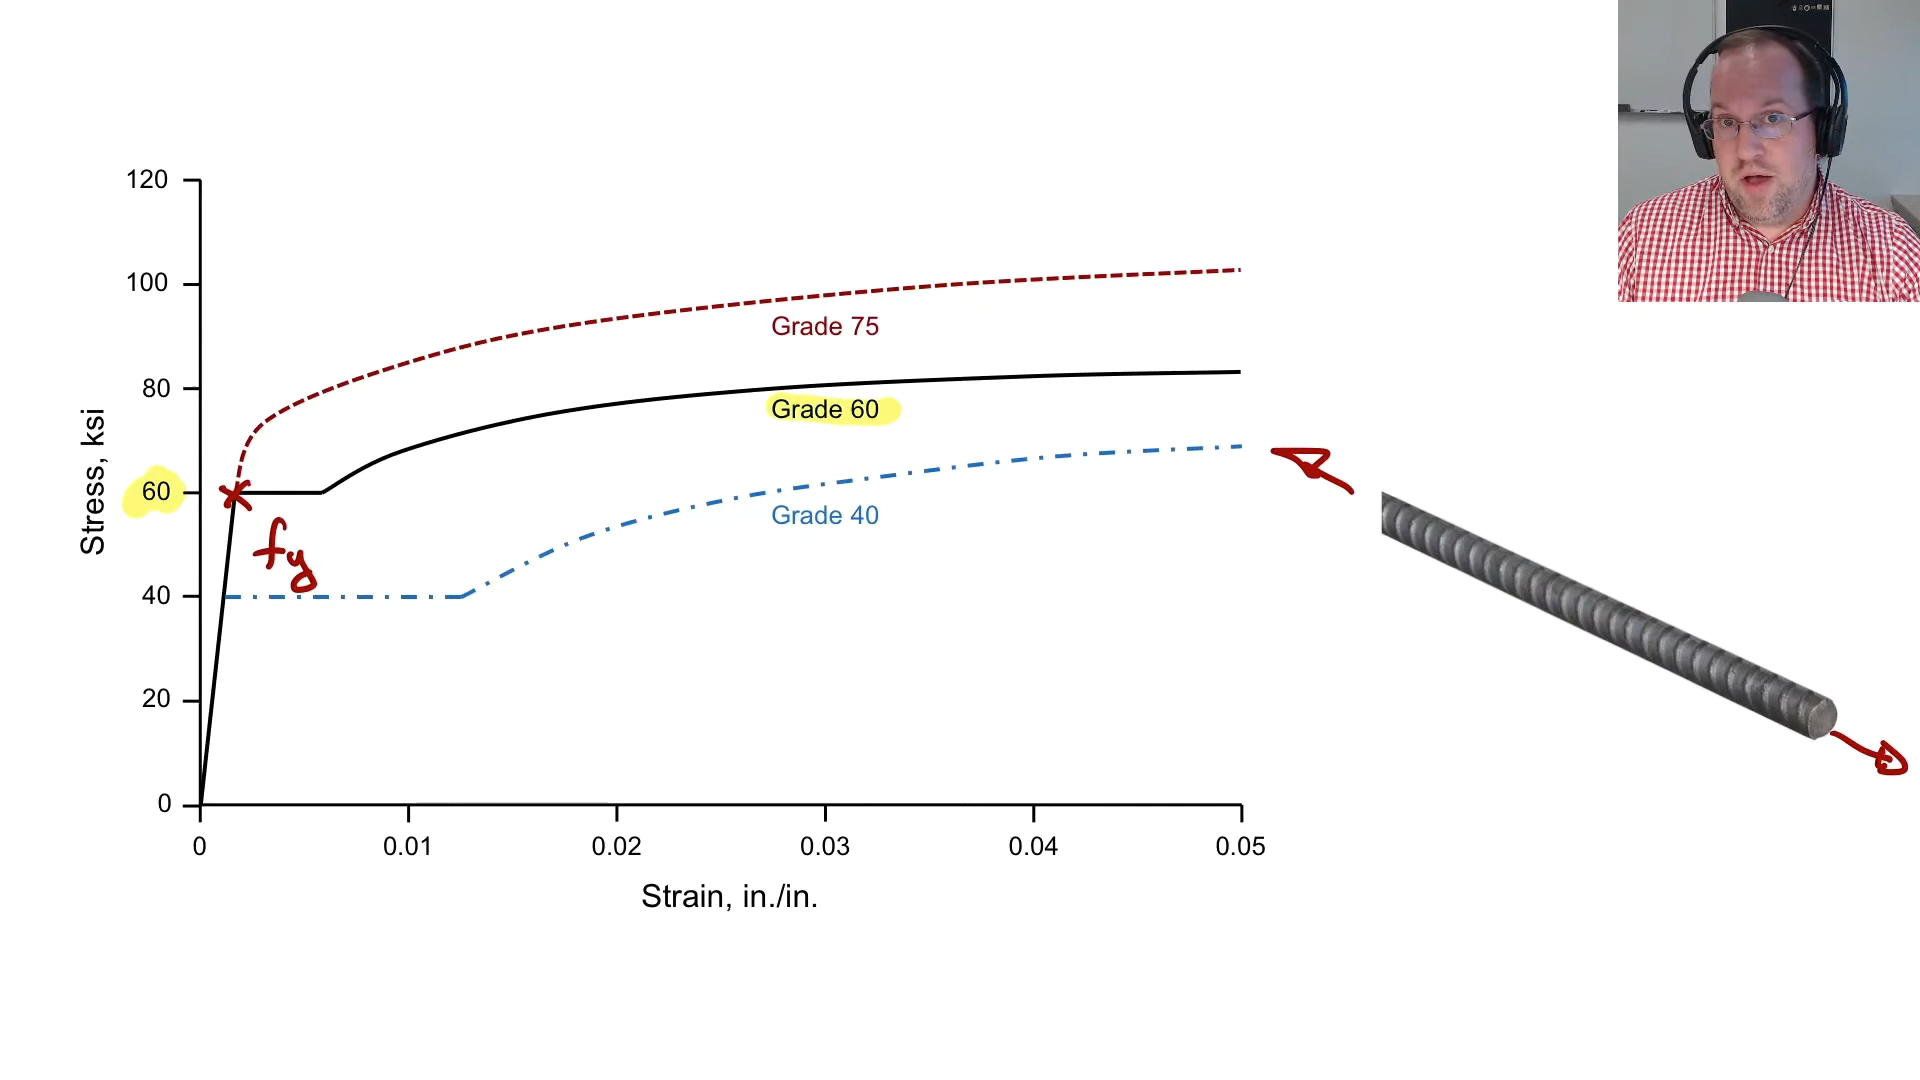 120
100
80
60
40
20
0
Stress, ksi
Grade 75
Grade 60
Grade 40
fy
0 0.01 0.02 0.03 0.04 0.05
Strain, in./in.